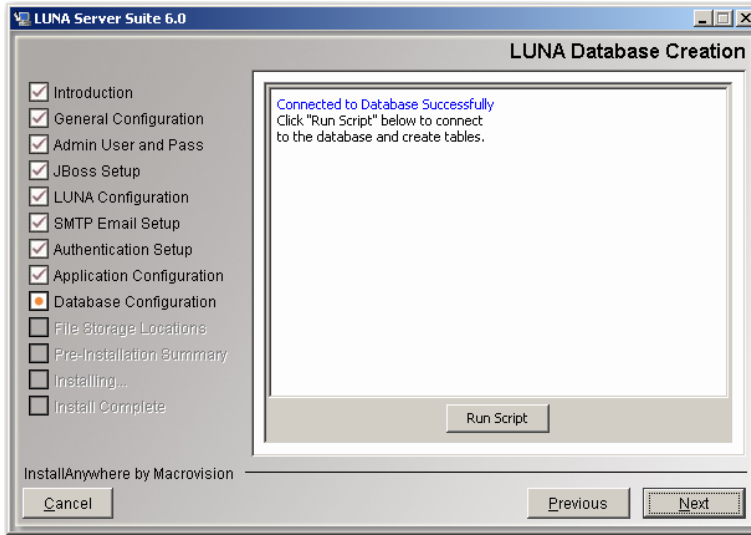 LUNA Server Suite 6.0
LUNA Database Creation
Introduction
General Configuration
Admin User and Pass
JBoss Setup
LUNA Configuration
SMTP Email Setup
Authentication Setup
Application Configuration
Database Configuration
File Storage Locations
Pre-Installation Summary
Installing...
Install Complete
Connected to Database Successfully
Click "Run Script" below to connect
to the database and create tables.
Run Script
InstallAnywhere by Macrovision
Cancel
Previous
Next